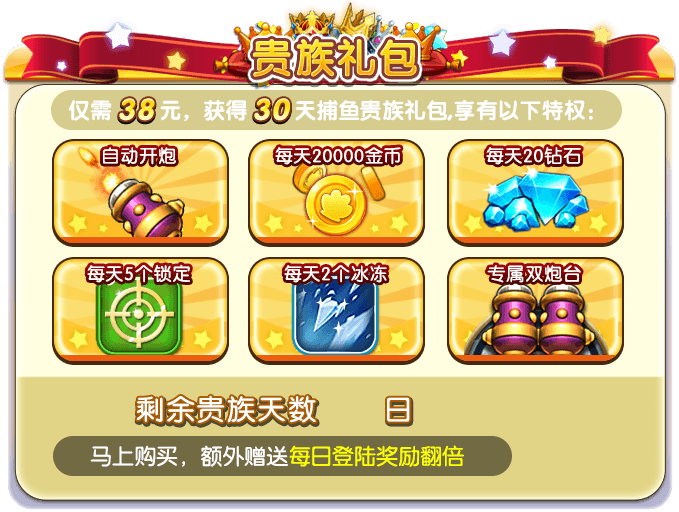 贵族礼包
仅需38元，获得30天捕鱼贵族礼包,享有以下特权：
自动开炮
每天20000金币
每天20钻石
每天5个锁定
每天2个冰冻
专属双炮台
剩余贵族天数 日
马上购买，额外赠送每日登陆奖励翻倍